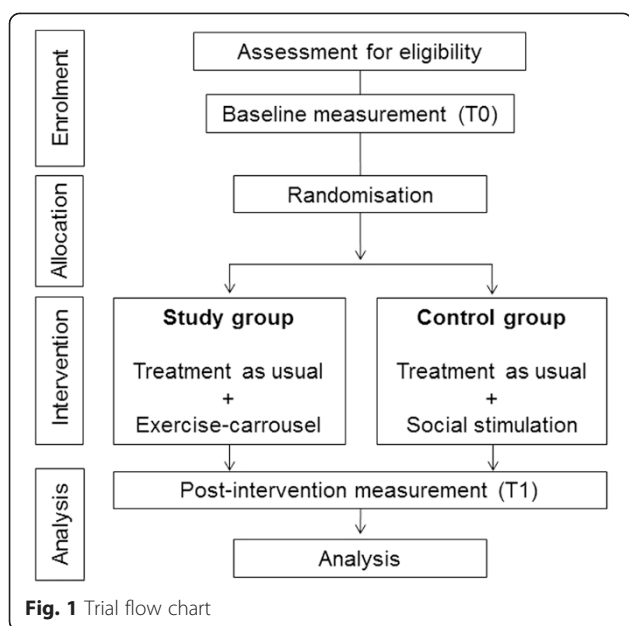 Enrolment
Assessment for eligibility
Baseline measurement (T0)
Allocation
Randomisation
Intervention
Study group
Treatment as usual
+
Exercise-carrousel
Control group
Treatment as usual
+
Social stimulation
Analysis
Post-intervention measurement (T1)
Analysis
Fig. 1 Trial flow chart